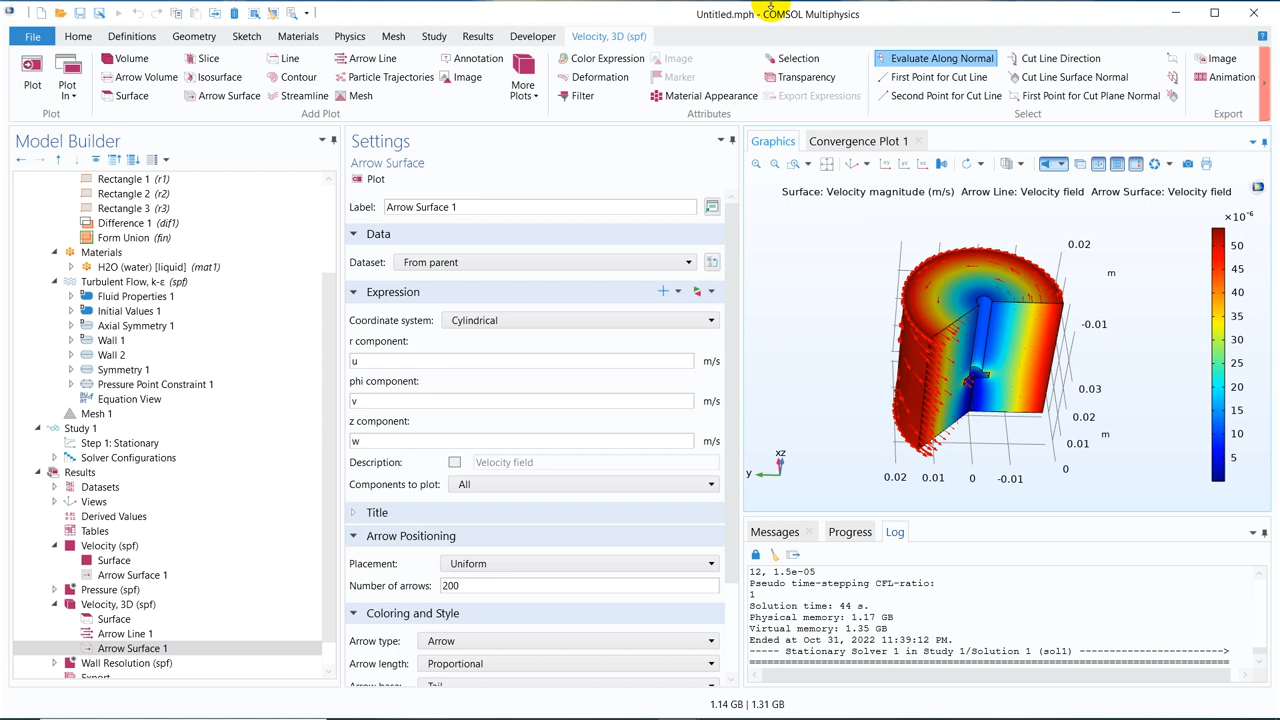 Untitled.mph - COMSOL Multiphysics
File Home Definitions Geometry Sketch Materials Physics Mesh Study Results Developer Velocity, 3D (spf)
Volume Slice Line Arrow Line Annotation
Arrow Volume Isosurface Contour Particle Trajectories Image
Surface Arrow Surface Streamline Mesh
Plot
Plot In
More Plots
Color Expression Image Selection
Deformation Marker Transparency
Filter Material Appearance Export Expressions
Evaluate Along Normal Cut Line Direction
First Point for Cut Line Cut Line Surface Normal
Second Point for Cut Line First Point for Cut Plane Normal
Image
Animation
Plot Add Plot Attributes Select Export
Model Builder
Rectangle 1 (r1)
Rectangle 2 (r2)
Rectangle 3 (r3)
Difference 1 (dif1)
Form Union (fin)
Materials
H2O (water) [liquid] (mat1)
Turbulent Flow, k-ε (spf)
Fluid Properties 1
Initial Values 1
Axial Symmetry 1
Wall 1
Wall 2
Symmetry 1
Pressure Point Constraint 1
Equation View
Mesh 1
Study 1
Step 1: Stationary
Solver Configurations
Results
Datasets
Views
Derived Values
Tables
Velocity (spf)
Surface
Arrow Surface 1
Pressure (spf)
Velocity, 3D (spf)
Surface
Arrow Line 1
Arrow Surface 1
Wall Resolution (spf)
Export
Settings
Arrow Surface
Plot
Label: Arrow Surface 1
Data
Dataset: From parent
Expression
Coordinate system: Cylindrical
r component:
u m/s
phi component:
v m/s
z component:
w m/s
Description: Velocity field
Components to plot: All
Title
Arrow Positioning
Placement: Uniform
Number of arrows: 200
Coloring and Style
Arrow type: Arrow
Arrow length: Proportional
Arrow base: Tail
Graphics Convergence Plot 1
Surface: Velocity magnitude (m/s) Arrow Line: Velocity field Arrow Surface: Velocity field
×10⁻⁶
50
45
40
35
30
25
20
15
10
5
0.02
m
-0.01
0.03
0.02
0.01 m
0
0.02 0.01 0 -0.01
y x z
Messages Progress Log
12, 1.5e-05
Pseudo time-stepping CFL-ratio:
1
Solution time: 44 s.
Physical memory: 1.17 GB
Virtual memory: 1.35 GB
Ended at Oct 31, 2022 11:39:12 PM.
----- Stationary Solver 1 in Study 1/Solution 1 (sol1) ------------------------>
===============================================================================
1.14 GB | 1.31 GB